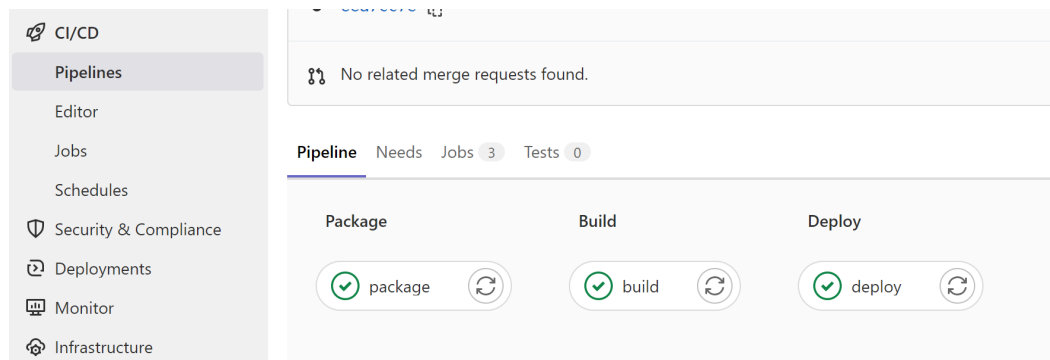 CI/CD
Pipelines
Editor
Jobs
Schedules
Security & Compliance
Deployments
Monitor
Infrastructure
No related merge requests found.
Pipeline Needs Jobs 3 Tests 0
Package Build Deploy
package build deploy